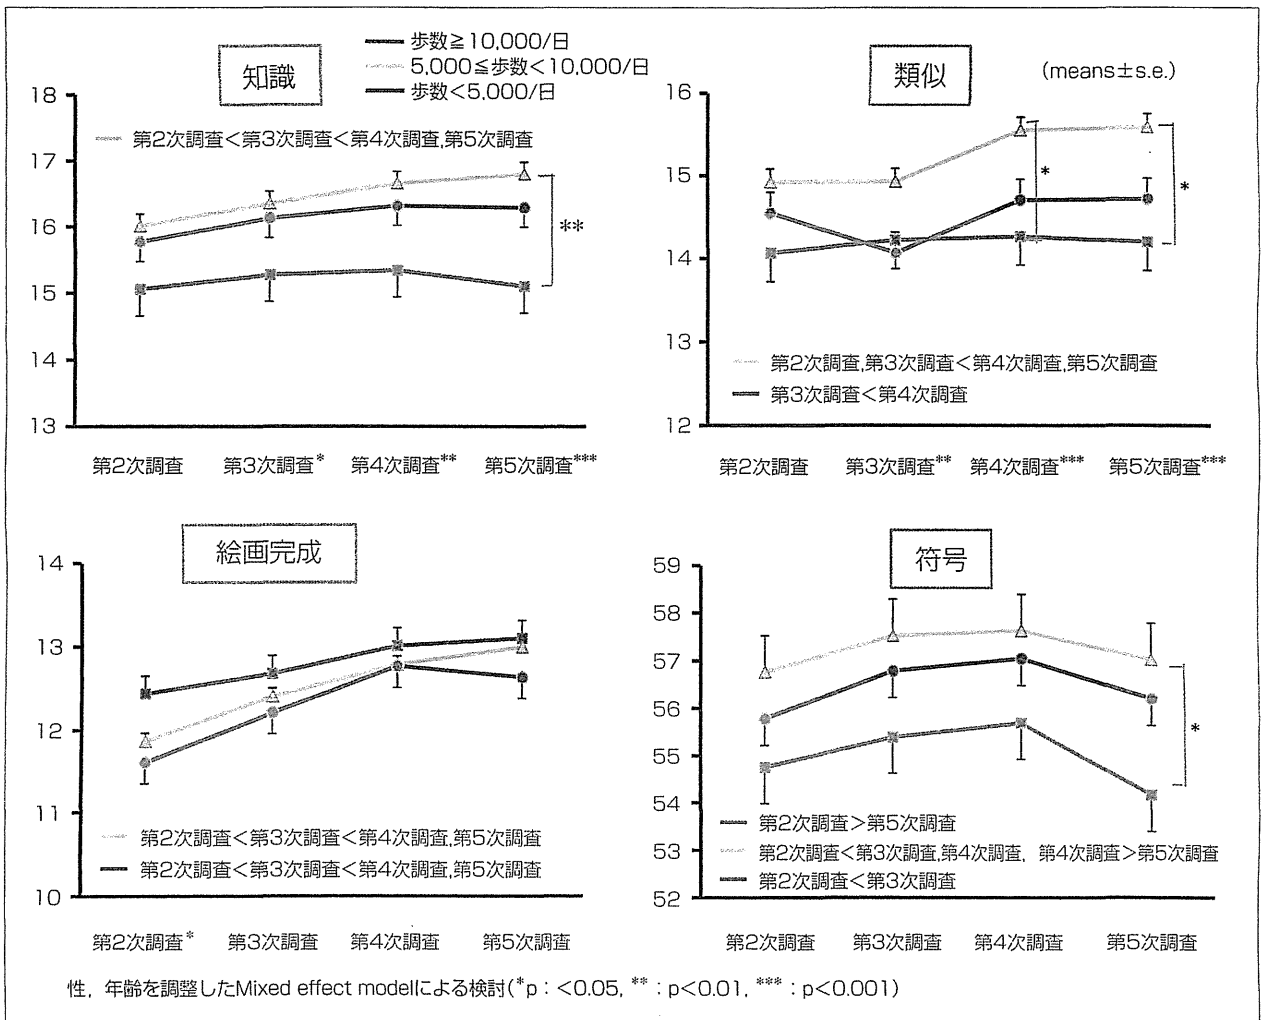 知識
歩数≧10,000/日
5,000≦歩数<10,000/日
歩数<5,000/日
18
17
16
15
14
13
第2次調査<第3次調査<第4次調査,第5次調査
**
第2次調査
第3次調査*
第4次調査**
第5次調査***
類似
(means±s.e.)
16
15
14
13
12
*
*
第2次調査,第3次調査<第4次調査,第5次調査
第3次調査<第4次調査
第2次調査
第3次調査**
第4次調査***
第5次調査***
絵画完成
14
13
12
11
10
第2次調査<第3次調査<第4次調査,第5次調査
第2次調査<第3次調査<第4次調査,第5次調査
第2次調査*
第3次調査
第4次調査
第5次調査
符号
59
58
57
56
55
54
53
52
*
第2次調査>第5次調査
第2次調査<第3次調査,第4次調査, 第4次調査>第5次調査
第2次調査<第3次調査
第2次調査
第3次調査
第4次調査
第5次調査
性, 年齢を調整したMixed effect modelによる検討(*p:<0.05, **:p<0.01, ***:p<0.001)